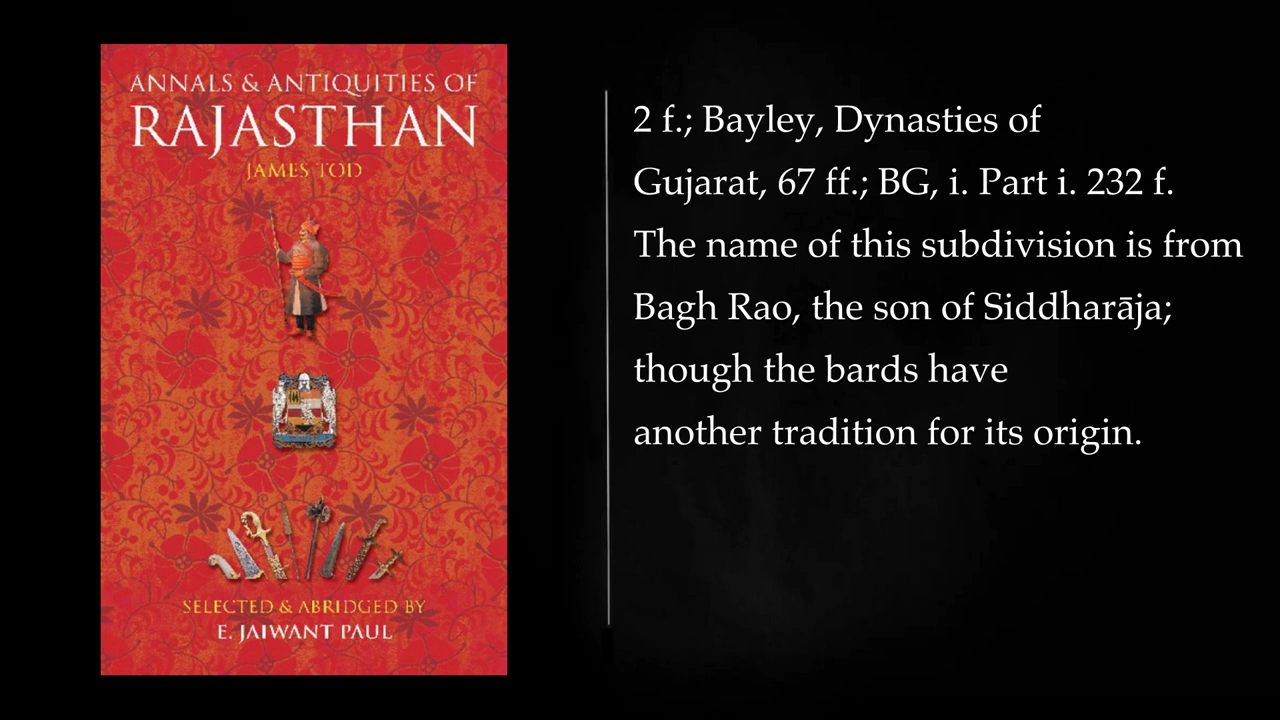 ANNALS & ANTIQUITIES OF
RAJASTHAN
JAMES TOD
SELECTED & ABRIDGED BY
E. JAIWANT PAUL
2 f.; Bayley, Dynasties of
Gujarat, 67 ff.; BG, i. Part i. 232 f.
The name of this subdivision is from
Bagh Rao, the son of Siddharāja;
though the bards have
another tradition for its origin.